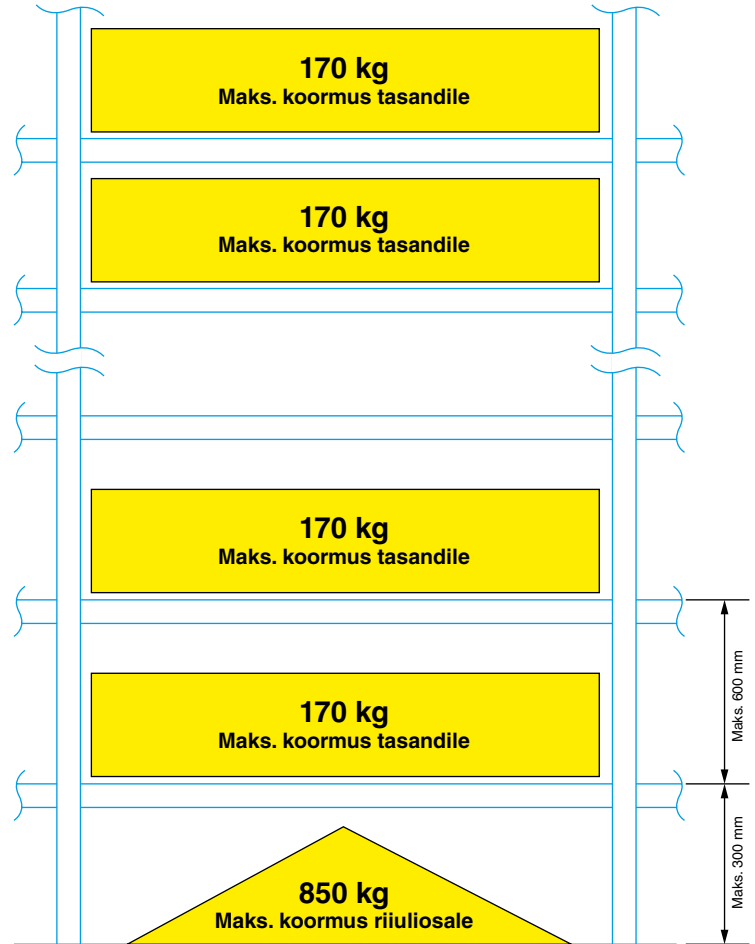 170 kg
Maks. koormus tasandile
170 kg
Maks. koormus tasandile
170 kg
Maks. koormus tasandile
Maks. 600 mm
170 kg
Maks. koormus tasandile
Maks. 300 mm
850 kg
Maks. koormus riiuliosale